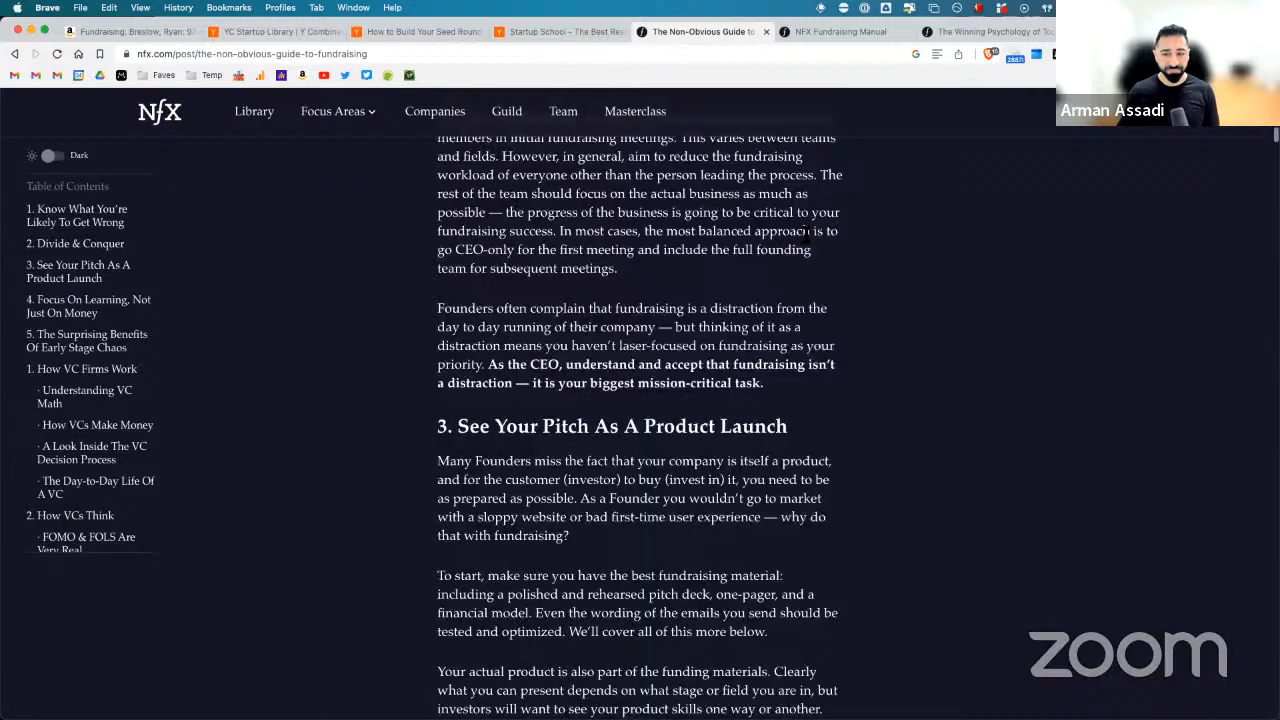 Brave File Edit View History Bookmarks Profiles Tab Window Help
Fundraising: Breslow, Ryan: 97
YC Startup Library | Y Combina
How to Build Your Seed Round
Startup School - The Best Res
The Non-Obvious Guide to
NFX Fundraising Manual
The Winning Psychology of To
nfx.com/post/the-non-obvious-guide-to-fundraising
Faves
Temp
Arman Assadi
NfX
Library Focus Areas Companies Guild Team Masterclass
Dark
Table of Contents
1. Know What You're
Likely To Get Wrong
2. Divide & Conquer
3. See Your Pitch As A
Product Launch
4. Focus On Learning, Not
Just On Money
5. The Surprising Benefits
Of Early Stage Chaos
1. How VC Firms Work
· Understanding VC
Math
· How VCs Make Money
· A Look Inside The VC
Decision Process
· The Day-to-Day Life Of
A VC
2. How VCs Think
· FOMO & FOLS Are
Very Real
members in initial fundraising meetings. This varies between teams
and fields. However, in general, aim to reduce the fundraising
workload of everyone other than the person leading the process. The
rest of the team should focus on the actual business as much as
possible — the progress of the business is going to be critical to your
fundraising success. In most cases, the most balanced approach is to
go CEO-only for the first meeting and include the full founding
team for subsequent meetings.
Founders often complain that fundraising is a distraction from the
day to day running of their company — but thinking of it as a
distraction means you haven't laser-focused on fundraising as your
priority. As the CEO, understand and accept that fundraising isn't
a distraction — it is your biggest mission-critical task.
3. See Your Pitch As A Product Launch
Many Founders miss the fact that your company is itself a product,
and for the customer (investor) to buy (invest in) it, you need to be
as prepared as possible. As a Founder you wouldn't go to market
with a sloppy website or bad first-time user experience — why do
that with fundraising?
To start, make sure you have the best fundraising material:
including a polished and rehearsed pitch deck, one-pager, and a
financial model. Even the wording of the emails you send should be
tested and optimized. We'll cover all of this more below.
Your actual product is also part of the funding materials. Clearly
what you can present depends on what stage or field you are in, but
investors will want to see your product skills one way or another.
zoom